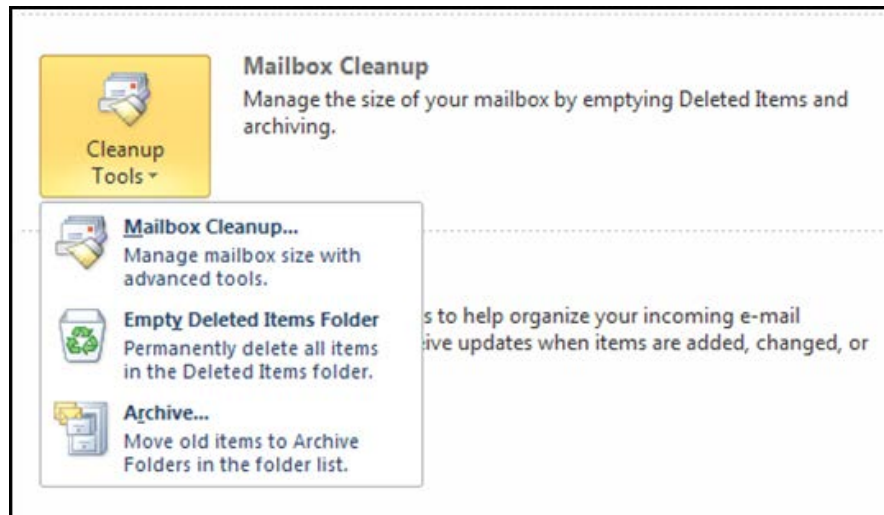 Mailbox Cleanup
Manage the size of your mailbox by emptying Deleted Items and
archiving.
Cleanup
Tools
Mailbox Cleanup...
Manage mailbox size with
advanced tools.
Empty Deleted Items Folder
Permanently delete all items
in the Deleted Items folder.
Archive...
Move old items to Archive
Folders in the folder list.
s to help organize your incoming e-mail
ive updates when items are added, changed, or